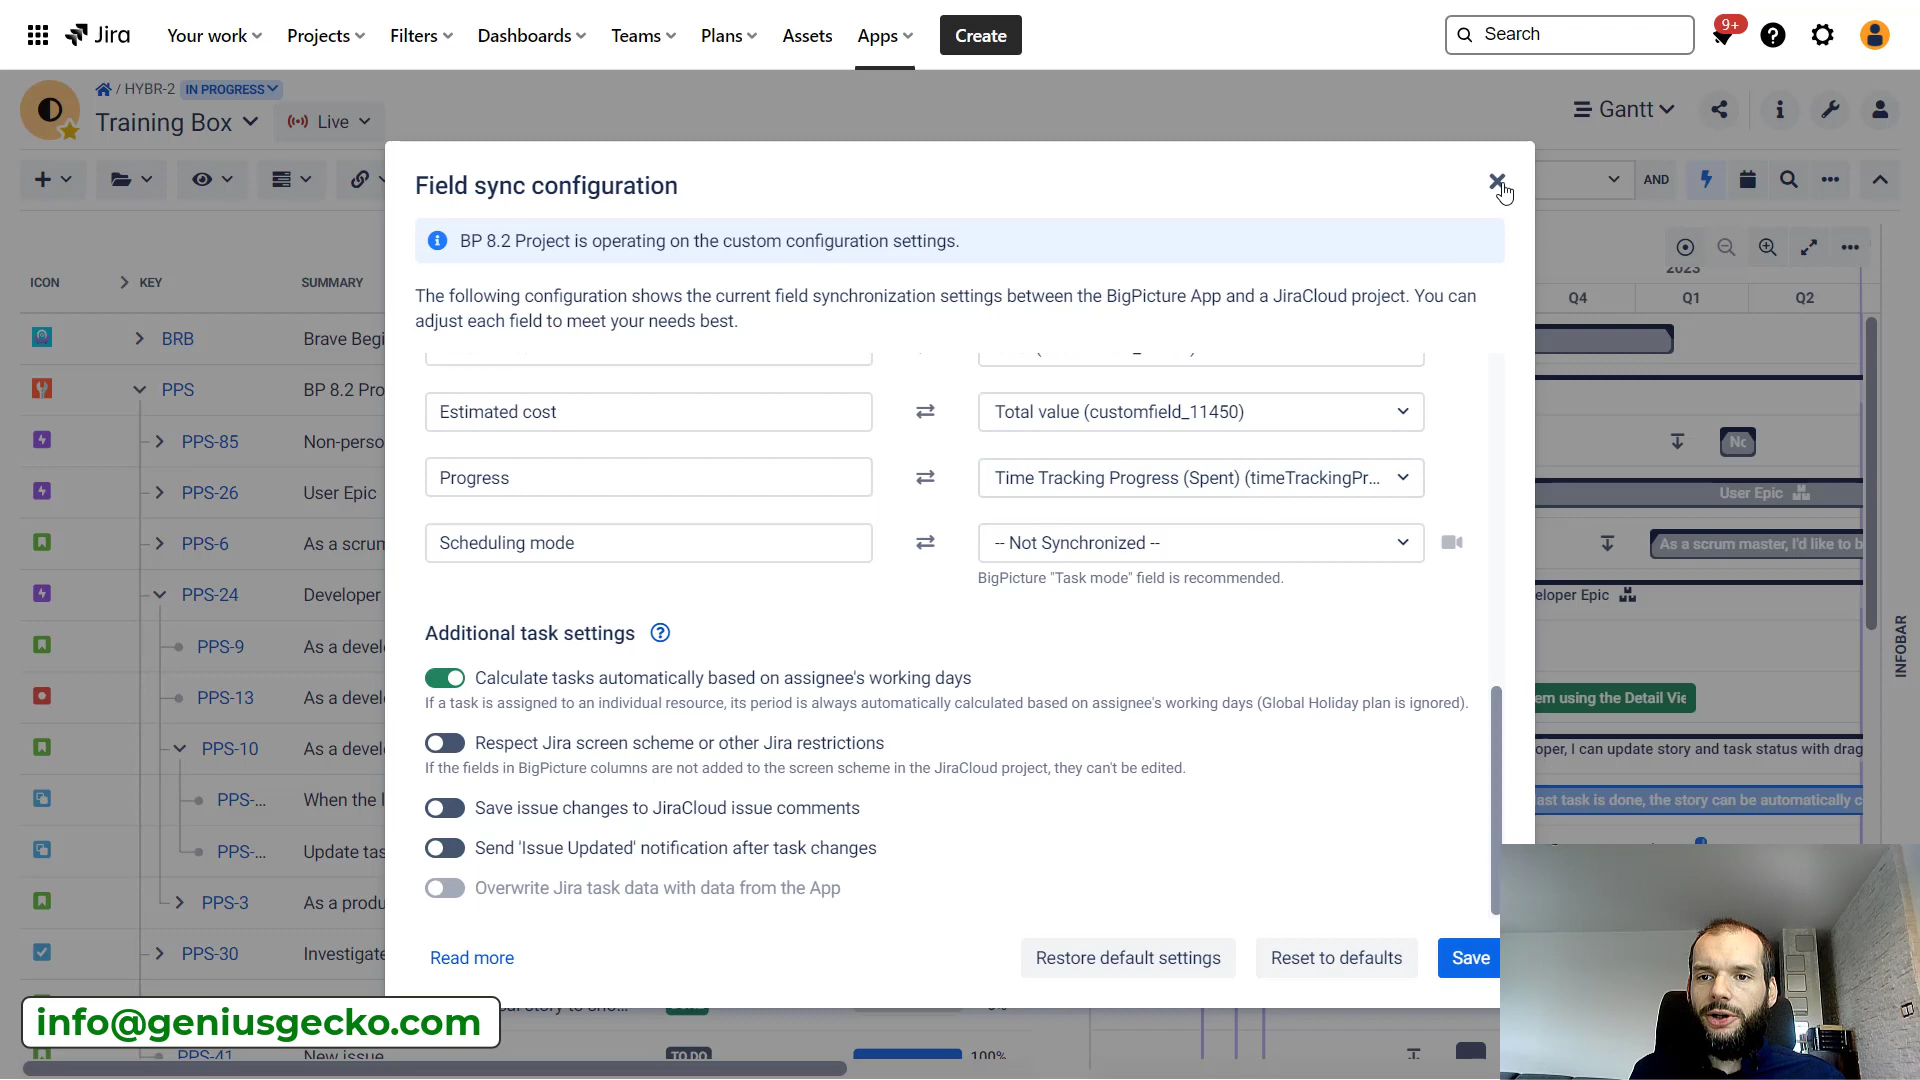 Jira
Your work
Projects
Filters
Dashboards
Teams
Plans
Assets
Apps
Create
Search
9+
/ HYBR-2
IN PROGRESS
Training Box
Live
Gantt
AND
Field sync configuration
BP 8.2 Project is operating on the custom configuration settings.
The following configuration shows the current field synchronization settings between the BigPicture App and a JiraCloud project. You can
adjust each field to meet your needs best.
Estimated cost
Total value (customfield_11450)
Progress
Time Tracking Progress (Spent) (timeTrackingPr...
Scheduling mode
-- Not Synchronized --
BigPicture "Task mode" field is recommended.
Additional task settings
Calculate tasks automatically based on assignee's working days
If a task is assigned to an individual resource, its period is always automatically calculated based on assignee's working days (Global Holiday plan is ignored).
Respect Jira screen scheme or other Jira restrictions
If the fields in BigPicture columns are not added to the screen scheme in the JiraCloud project, they can't be edited.
Save issue changes to JiraCloud issue comments
Send 'Issue Updated' notification after task changes
Overwrite Jira task data with data from the App
Read more
Restore default settings
Reset to defaults
Save
ICON
KEY
SUMMARY
BRB
Brave Begi
PPS
BP 8.2 Pro
PPS-85
Non-perso
PPS-26
User Epic
PPS-6
As a scrum
PPS-24
Developer
PPS-9
As a devel
PPS-13
As a devel
PPS-10
As a devel
PPS-...
When the l
PPS-...
Update tas
PPS-3
As a produ
PPS-30
Investigate
PPS-41
New issue
TO DO
100%
2023
Q4
Q1
Q2
User Epic
As a scrum master, I'd like to b
eloper Epic
em using the Detail Vie
oper, I can update story and task status with drag
ast task is done, the story can be automatically c
INFOBAR
info@geniusgecko.com